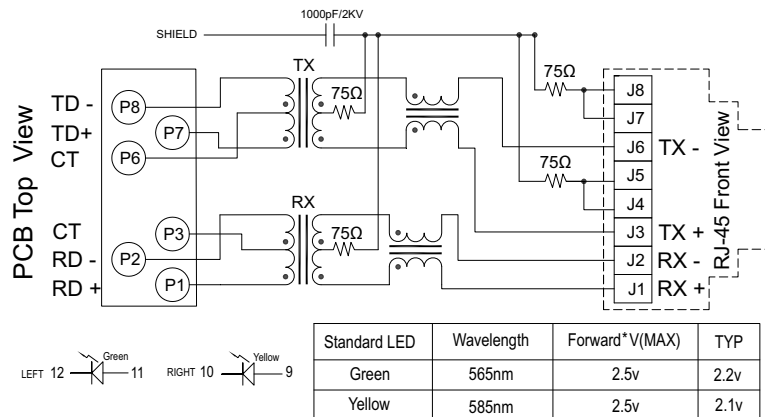 1000pF/2KV
SHIELD
TX
75Ω
75Ω
75Ω
RX
75Ω
PCB Top View
TD -
TD+
CT
CT
RD -
RD +
P8
P7
P6
P3
P2
P1
J8
J7
J6
J5
J4
J3
J2
J1
TX -
TX +
RX -
RX +
RJ-45 Front View
LEFT 12 Green 11
RIGHT 10 Yellow 9
Standard LED Wavelength Forward*V(MAX) TYP
Green 565nm 2.5v 2.2v
Yellow 585nm 2.5v 2.1v